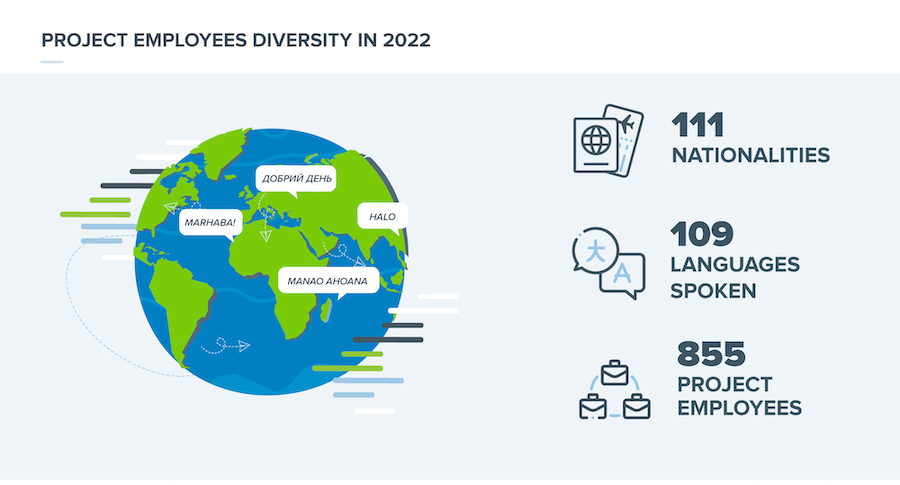 PROJECT EMPLOYEES DIVERSITY IN 2022
ДОБРИЙ ДЕНЬ
MARHABA!
HALO
MANAO AHOANA
111
NATIONALITIES
大
A
109
LANGUAGES
SPOKEN
855
PROJECT
EMPLOYEES